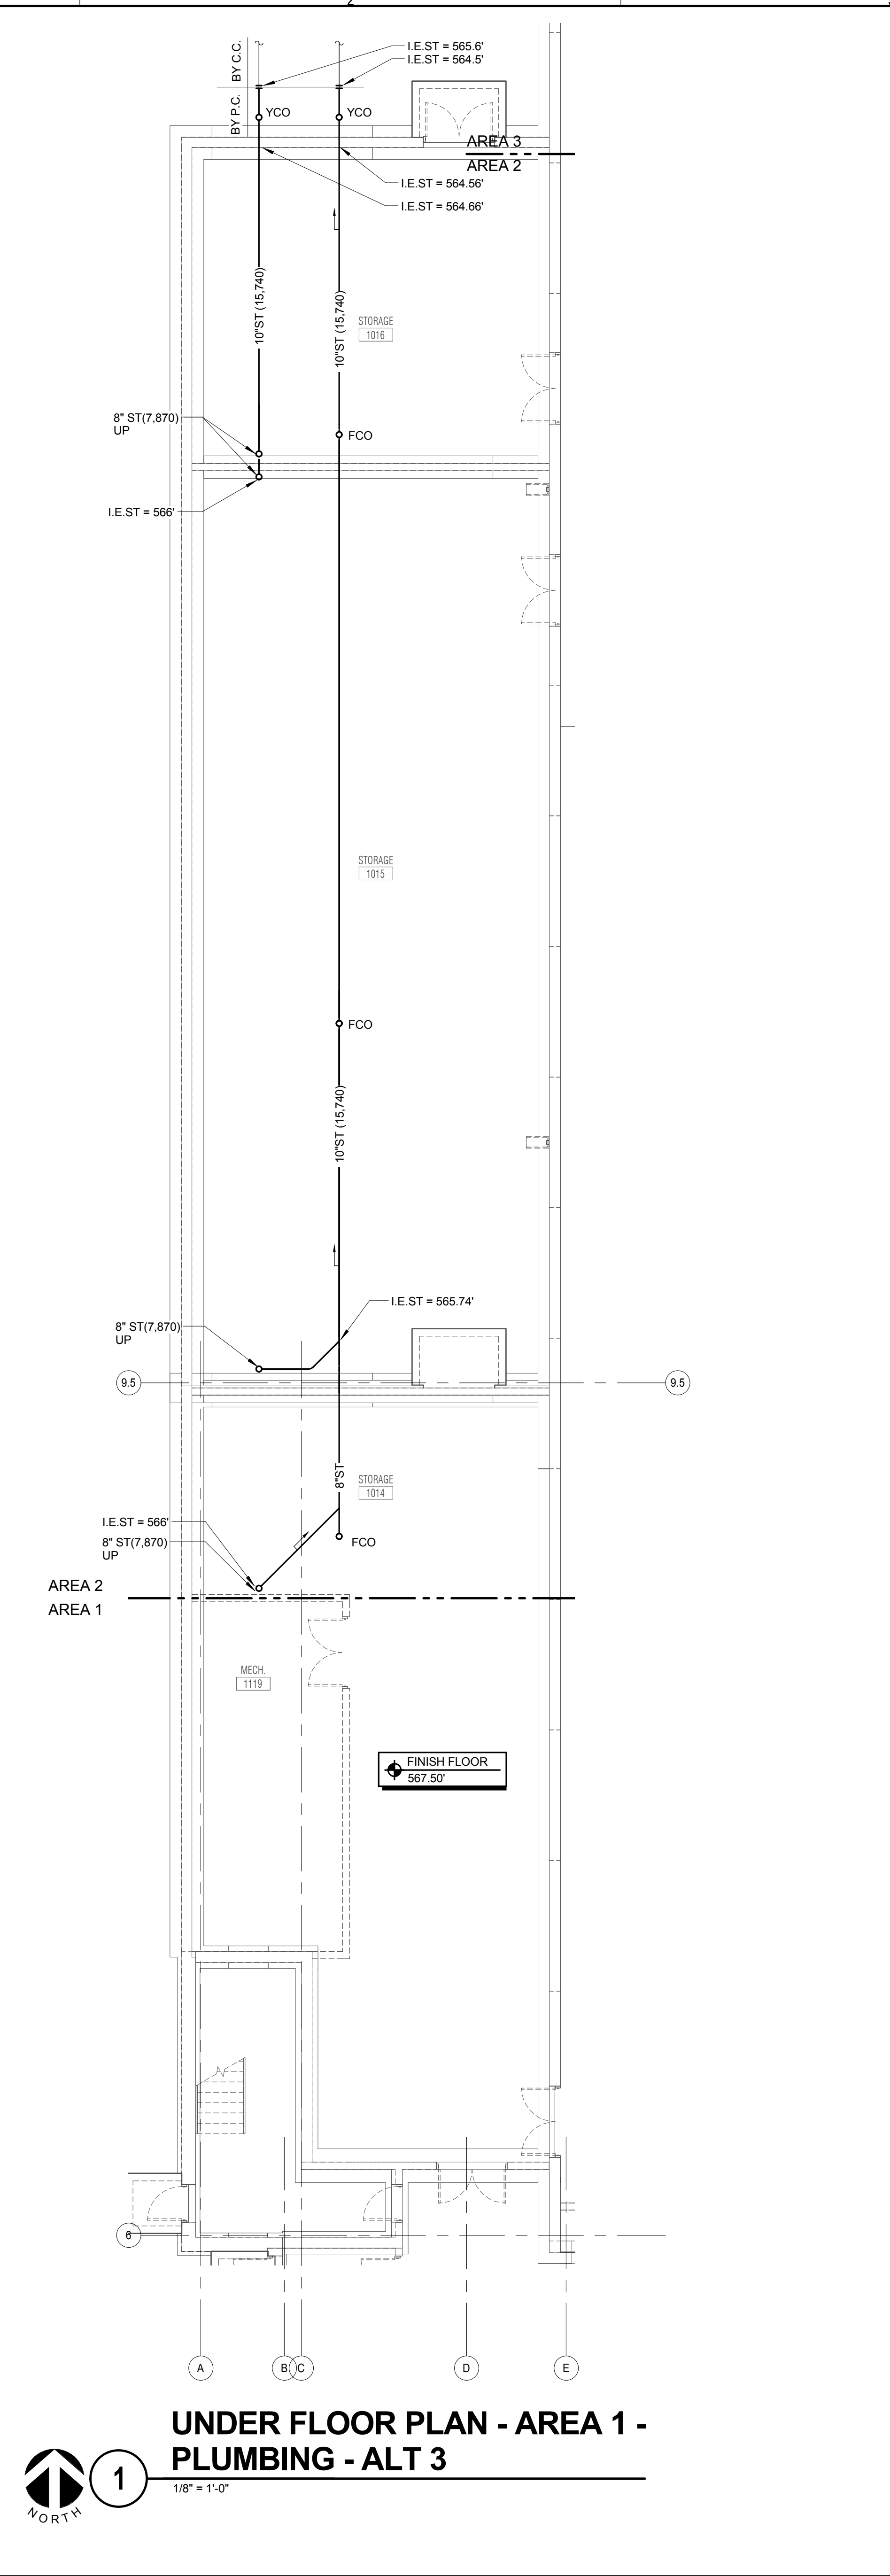 2
I.E.ST = 565.6'
I.E.ST = 564.5'
BY C.C.
BY P.C.
YCO
YCO
AREA 3
AREA 2
I.E.ST = 564.56'
I.E.ST = 564.66'
10"ST (15,740)
10"ST (15,740)
STORAGE
1016
8" ST(7,870)
UP
FCO
I.E.ST = 566'
STORAGE
1015
FCO
10"ST (15,740)
I.E.ST = 565.74'
8" ST(7,870)
UP
9.5
9.5
8"ST
STORAGE
1014
I.E.ST = 566'
8" ST(7,870)
UP
FCO
AREA 2
AREA 1
MECH.
1119
FINISH FLOOR
567.50'
6
A
B
C
D
E
UNDER FLOOR PLAN - AREA 1 -
PLUMBING - ALT 3
1
1/8" = 1'-0"
NORTH